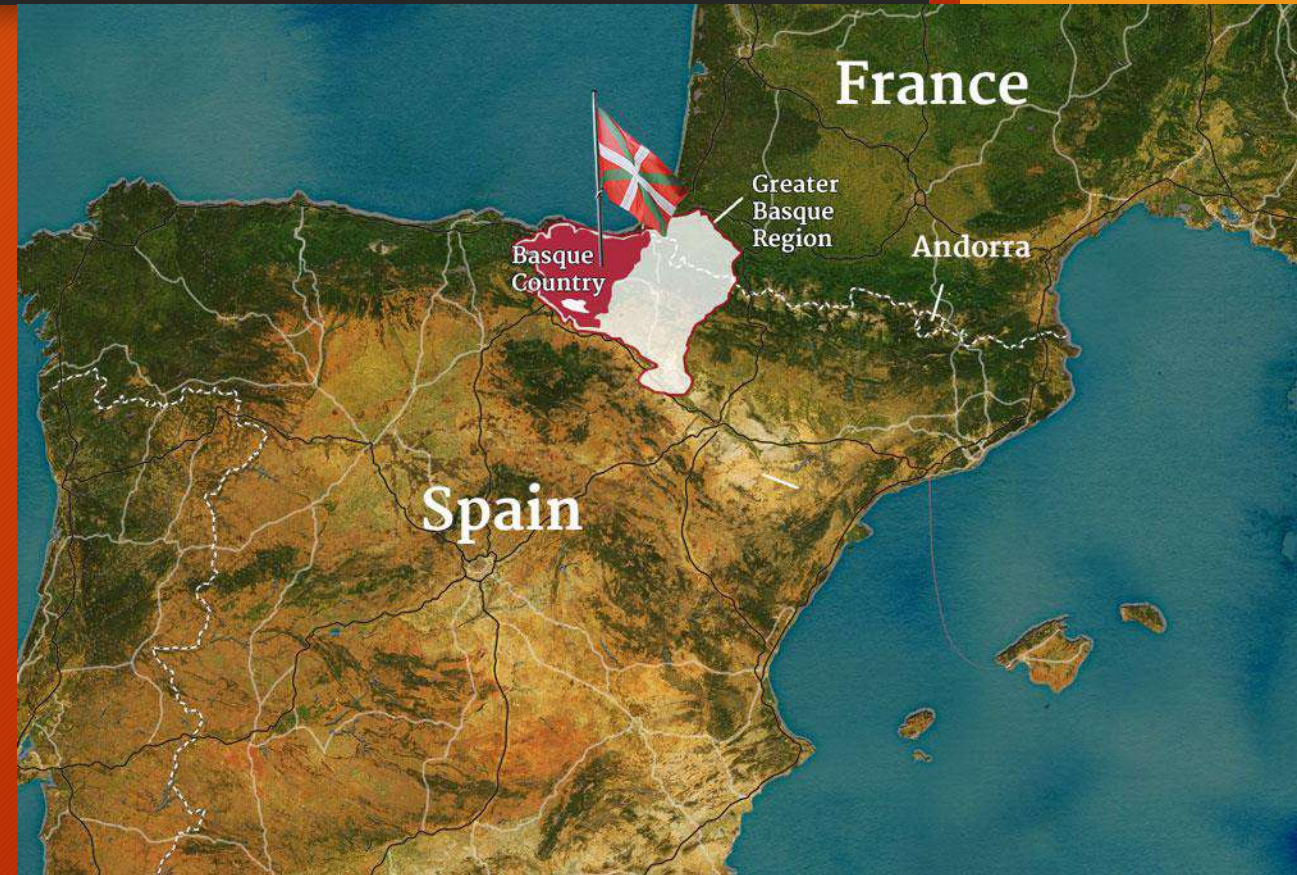 France
Greater
Basque
Region
Andorra
Basque
Country
Spain